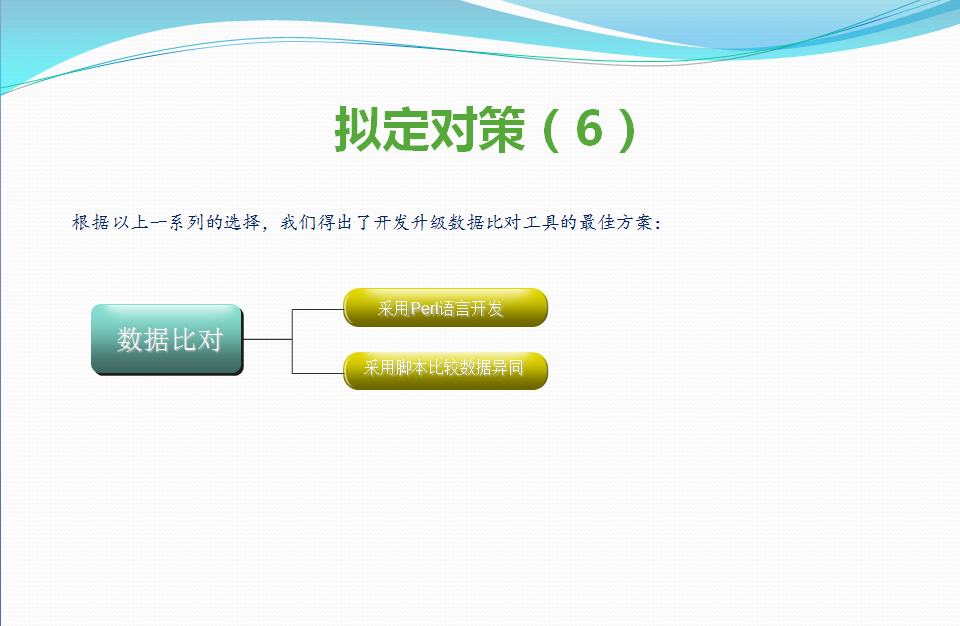 拟定对策（6）
根据以上一系列的选择，我们得出了开发升级数据比对工具的最佳方案：
采用Perl语言开发
数据比对
采用脚本比较数据异同